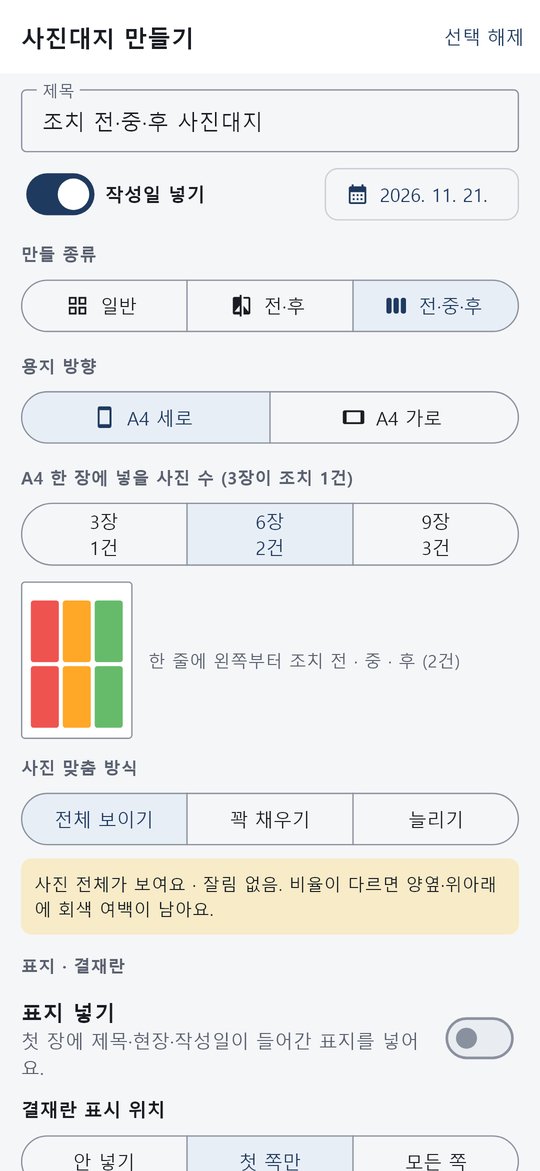 사진대지 만들기
선택 해제
제목
조치 전·중·후 사진대지
작성일 넣기
2026. 11. 21.
만들 종류
일반
전·후
전·중·후
용지 방향
A4 세로
A4 가로
A4 한 장에 넣을 사진 수 (3장이 조치 1건)
3장
1건
6장
2건
9장
3건
한 줄에 왼쪽부터 조치 전 · 중 · 후 (2건)
사진 맞춤 방식
전체 보이기
꽉 채우기
늘리기
사진 전체가 보여요 · 잘림 없음. 비율이 다르면 양옆·위아래
에 회색 여백이 남아요.
표지 · 결재란
표지 넣기
첫 장에 제목·현장·작성일이 들어간 표지를 넣어
요.
결재란 표시 위치
안 넣기
첫 쪽만
모든 쪽